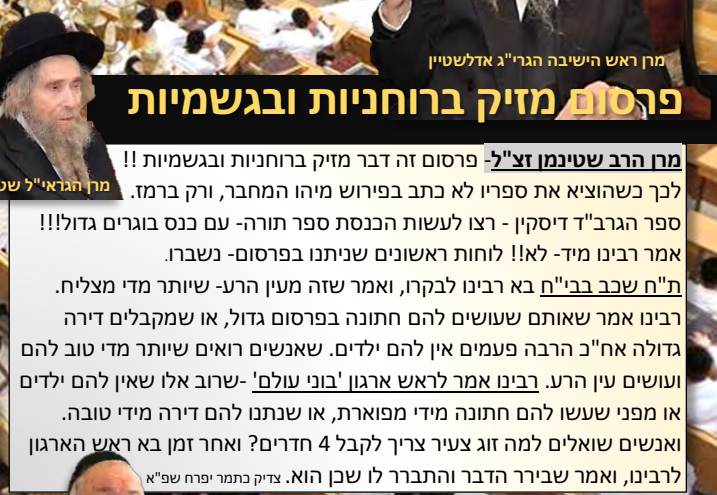 מרן ראש הישיבה הגרי"ג אדלשטיין
פרסום מזיק ברוחניות ובגשמיות
מרן הגראי"ל
מרן הרב שטינמן זצ"ל- פרסום זה דבר מזיק ברוחניות ובגשמיות !!
לכך כשהוציא את ספריו לא כתב בפירוש מיהו המחבר, ורק ברמז.
ספר הגרב"ד דיסקין - רצו לעשות הכנסת ספר תורה- עם כנס בוגרים גדול!!!
אמר רבינו מיד- לא!! לוחות ראשונים שניתנו בפרסום- נשברו.
ת"ח שכב בבי"ח בא רבינו לבקרו, ואמר שזה מעין הרע- שיותר מדי מצליח.
רבינו אמר שאותם שעושים להם חתונה בפרסום גדול, או שמקבלים דירה
גדולה אח"כ הרבה פעמים אין להם ילדים. שאנשים רואים שיותר מדי טוב להם
ועושים עין הרע. רבינו אמר לראש ארגון 'בוני עולם' -שרוב אלו שאין להם ילדים
או מפני שעשו להם חתונה מידי מפוארת, או שנתנו להם דירה מידי טובה.
ואנשים שואלים למה זוג צעיר צריך לקבל 4 חדרים? ואחר זמן בא ראש הארגון
לרבינו, ואמר שבירר הדבר והתברר לו שכן הוא. צדיק כתמר יפרח שפ"א